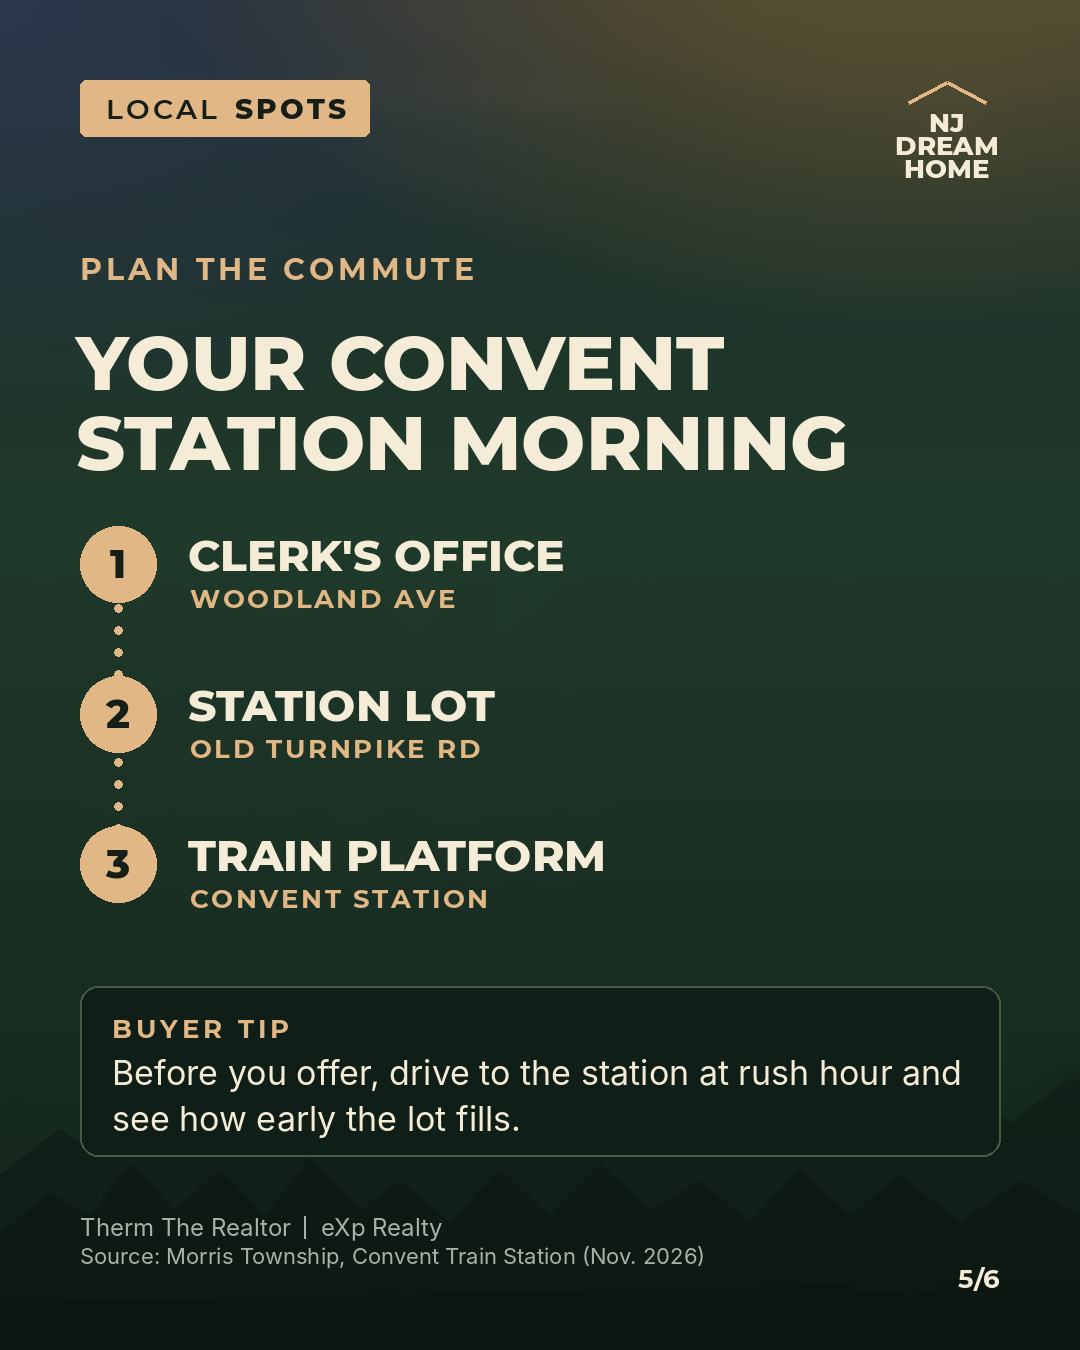 LOCAL SPOTS
NJ
DREAM
HOME
PLAN THE COMMUTE
YOUR CONVENT
STATION MORNING
1
CLERK'S OFFICE
WOODLAND AVE
2
STATION LOT
OLD TURNPIKE RD
3
TRAIN PLATFORM
CONVENT STATION
BUYER TIP
Before you offer, drive to the station at rush hour and
see how early the lot fills.
Therm The Realtor | eXp Realty
Source: Morris Township, Convent Train Station (Nov. 2026)
5/6